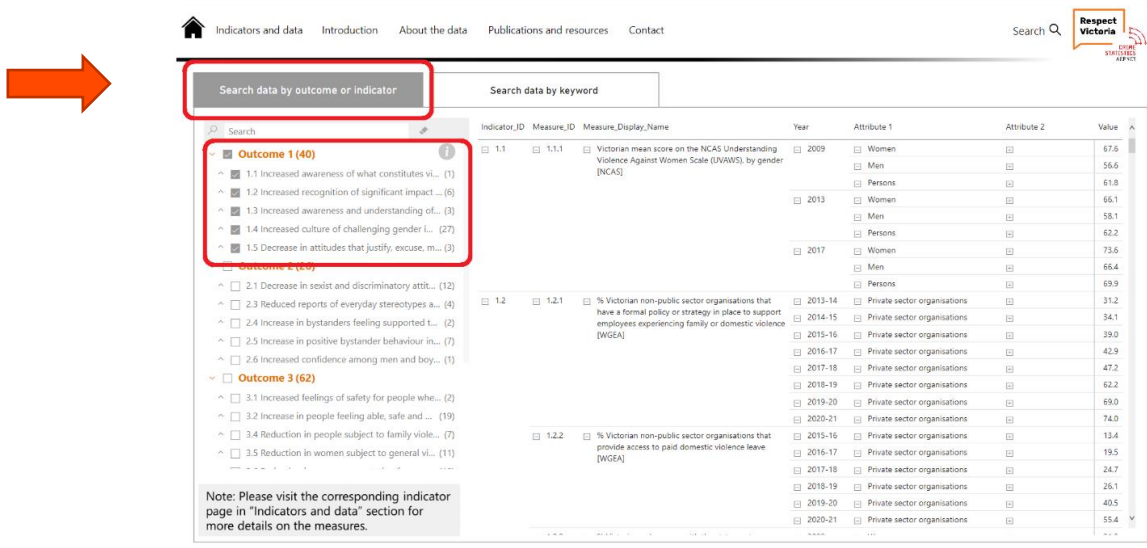 Indicators and data Introduction About the data Publications and resources Contact Search
Respect
Victoria
CRIME
STATISTICS
AGENCY
Search data by outcome or indicator Search data by keyword
Search
Indicator_ID Measure_ID Measure_Display_Name Year Attribute 1 Attribute 2 Value
Outcome 1 (40)
1.1 Increased awareness of what constitutes vi... (1)
1.2 Increased recognition of significant impact ... (6)
1.3 Increased awareness and understanding of... (3)
1.4 Increased culture of challenging gender i... (27)
1.5 Decrease in attitudes that justify, excuse, m... (3)
Outcome 2 (26)
2.1 Decrease in sexist and discriminatory attit... (12)
2.3 Reduced reports of everyday stereotypes a... (4)
2.4 Increase in bystanders feeling supported t... (2)
2.5 Increase in positive bystander behaviour in... (7)
2.6 Increased confidence among men and boy... (1)
Outcome 3 (62)
3.1 Increased feelings of safety for people whe... (2)
3.2 Increase in people feeling able, safe and ... (19)
3.4 Reduction in people subject to family viole... (7)
3.5 Reduction in women subject to general vi... (11)
Note: Please visit the corresponding indicator
page in "Indicators and data" section for
more details on the measures.
1.1 1.1.1 Victorian mean score on the NCAS Understanding 2009 Women 67.6
Violence Against Women Scale (UVAWS), by gender Men 56.6
[NCAS]
Persons 61.8
2013 Women 66.1
Men 58.1
Persons 62.2
2017 Women 73.6
Men 66.4
Persons 69.9
1.2 1.2.1 % Victorian non-public sector organisations that 2013-14 Private sector organisations 31.2
have a formal policy or strategy in place to support 2014-15 Private sector organisations 34.1
employees experiencing family or domestic violence
[WGEA] 2015-16 Private sector organisations 39.0
2016-17 Private sector organisations 42.9
2017-18 Private sector organisations 47.2
2018-19 Private sector organisations 62.2
2019-20 Private sector organisations 69.0
2020-21 Private sector organisations 74.0
1.2.2 % Victorian non-public sector organisations that 2015-16 Private sector organisations 13.4
provide access to paid domestic violence leave 2016-17 Private sector organisations 19.5
[WGEA]
2017-18 Private sector organisations 24.7
2018-19 Private sector organisations 26.1
2019-20 Private sector organisations 40.5
2020-21 Private sector organisations 55.4